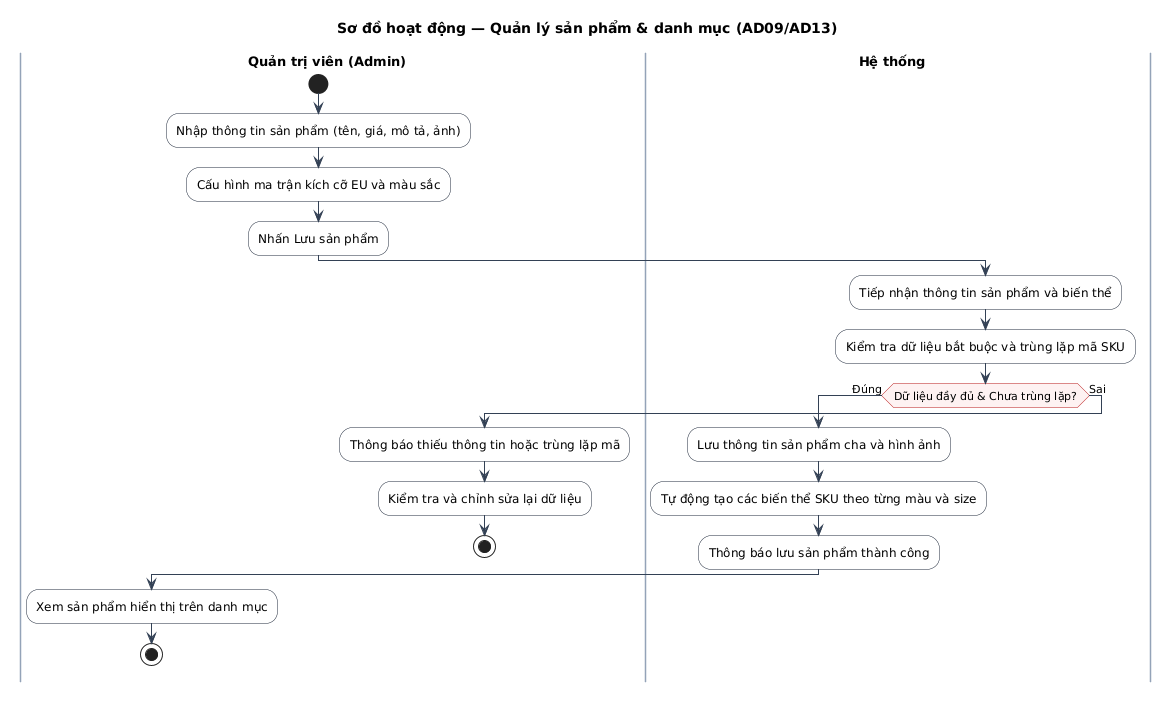 Sơ đồ hoạt động — Quản lý sản phẩm & danh mục (AD09/AD13)
Quản trị viên (Admin)
Hệ thống
Nhập thông tin sản phẩm (tên, giá, mô tả, ảnh)
Cấu hình ma trận kích cỡ EU và màu sắc
Nhấn Lưu sản phẩm
Tiếp nhận thông tin sản phẩm và biến thể
Kiểm tra dữ liệu bắt buộc và trùng lặp mã SKU
Đúng
Dữ liệu đầy đủ & Chưa trùng lặp?
Sai
Thông báo thiếu thông tin hoặc trùng lặp mã
Lưu thông tin sản phẩm cha và hình ảnh
Kiểm tra và chỉnh sửa lại dữ liệu
Tự động tạo các biến thể SKU theo từng màu và size
Thông báo lưu sản phẩm thành công
Xem sản phẩm hiển thị trên danh mục